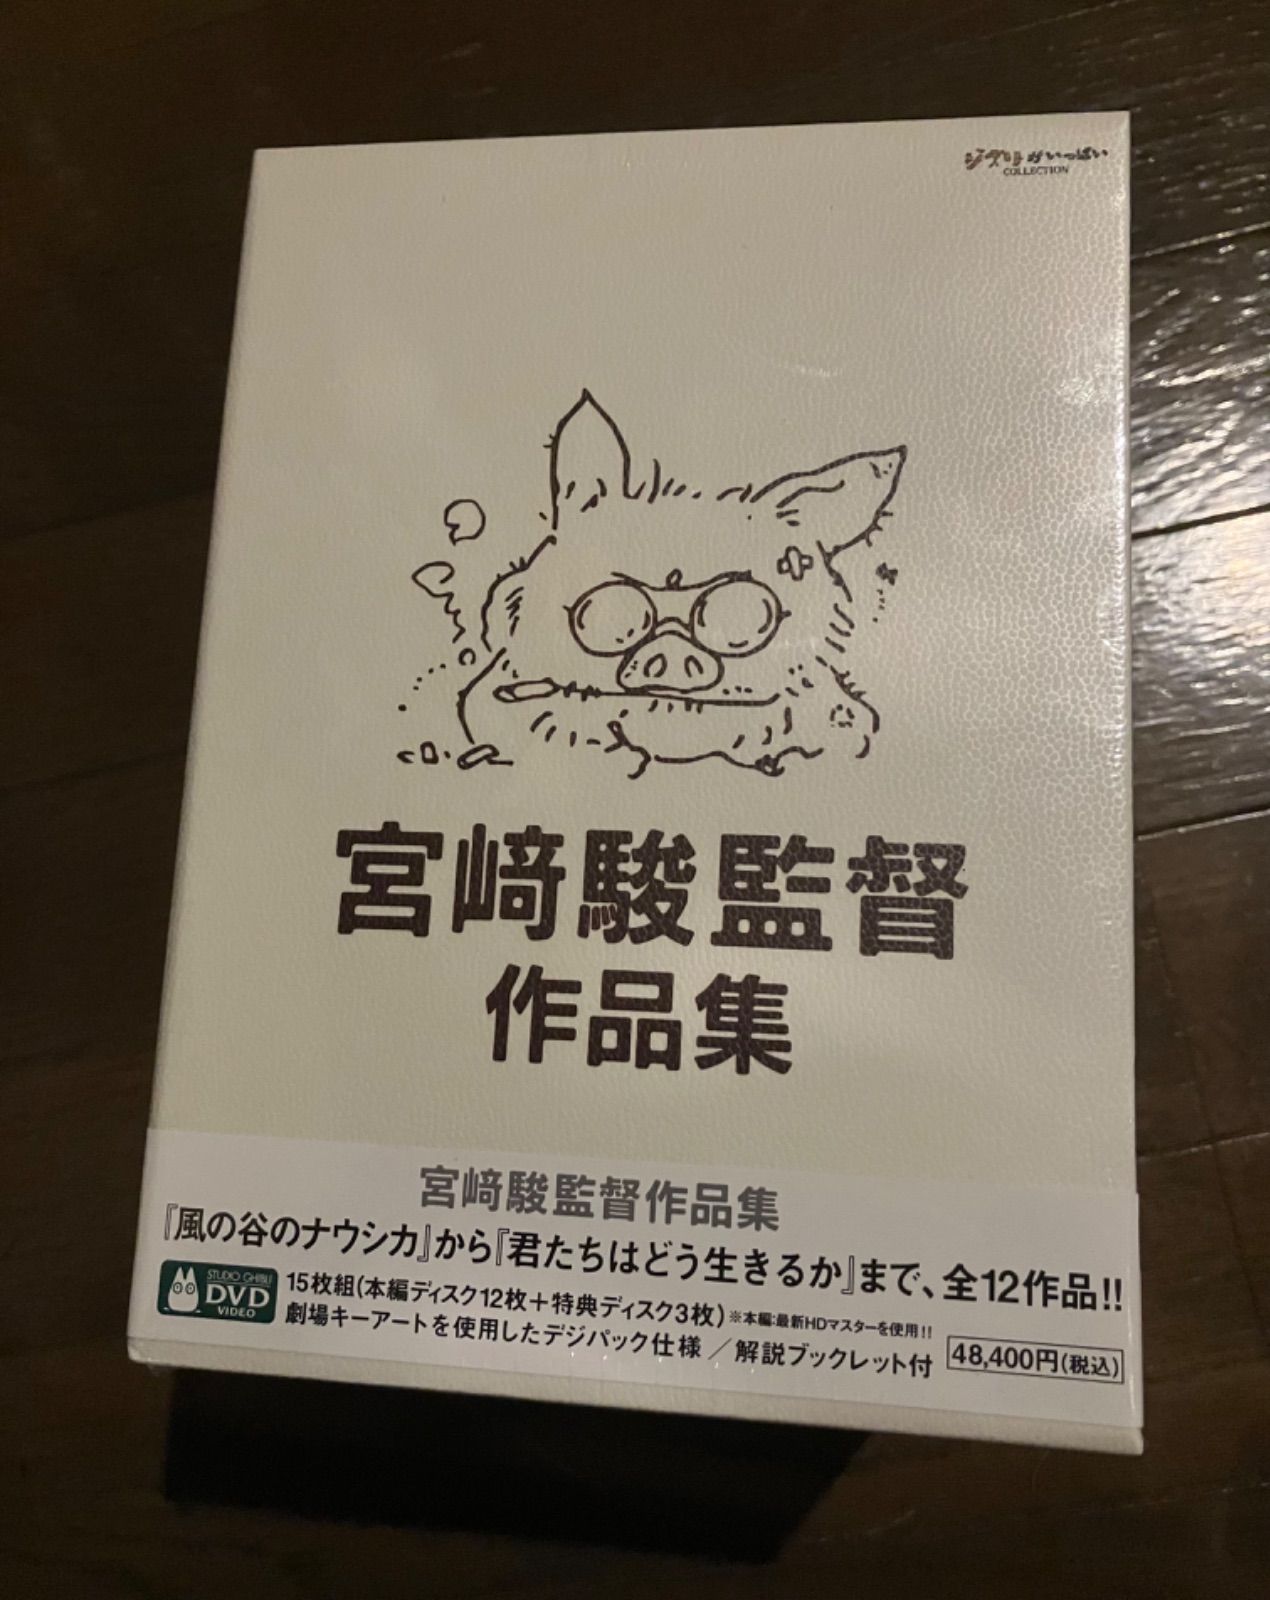 ジブリがいっぱい
COLLECTION
宮﨑駿監督
作品集
宮﨑駿監督作品集
『風の谷のナウシカ』から『君たちはどう生きるか』まで、全12作品!!
STUDIO GHIBLI
DVD
VIDEO
15枚組(本編ディスク12枚+特典ディスク3枚)※本編:最新HDマスターを使用!!
劇場キーアートを使用したデジパック仕様/解説ブックレット付
48,400円(税込)